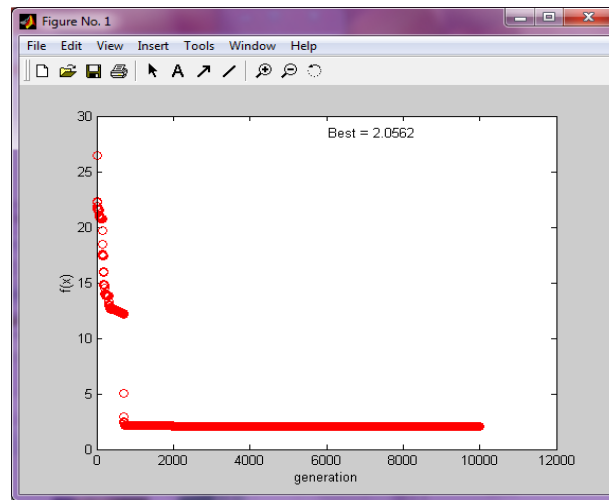 Figure No. 1
File Edit View Insert Tools Window Help
A
Best = 2.0562
30
25
20
15
10
5
0
f(x)
0 2000 4000 6000 8000 10000 12000
generation